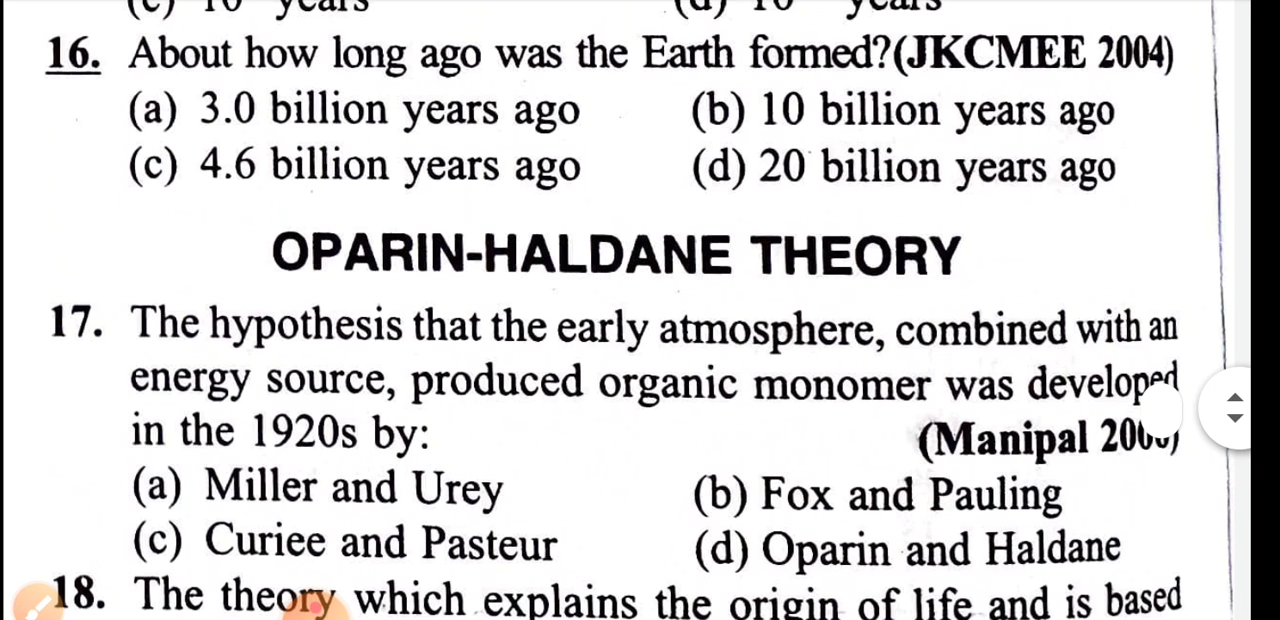 (c) 10 years (d) 10 years
16. About how long ago was the Earth formed?(JKCMEE 2004)
(a) 3.0 billion years ago (b) 10 billion years ago
(c) 4.6 billion years ago (d) 20 billion years ago
OPARIN-HALDANE THEORY
17. The hypothesis that the early atmosphere, combined with an
energy source, produced organic monomer was developed
in the 1920s by: (Manipal
(a) Miller and Urey (b) Fox and Pauling
(c) Curiee and Pasteur (d) Oparin and Haldane
18. The theory which explains the origin of life and is based